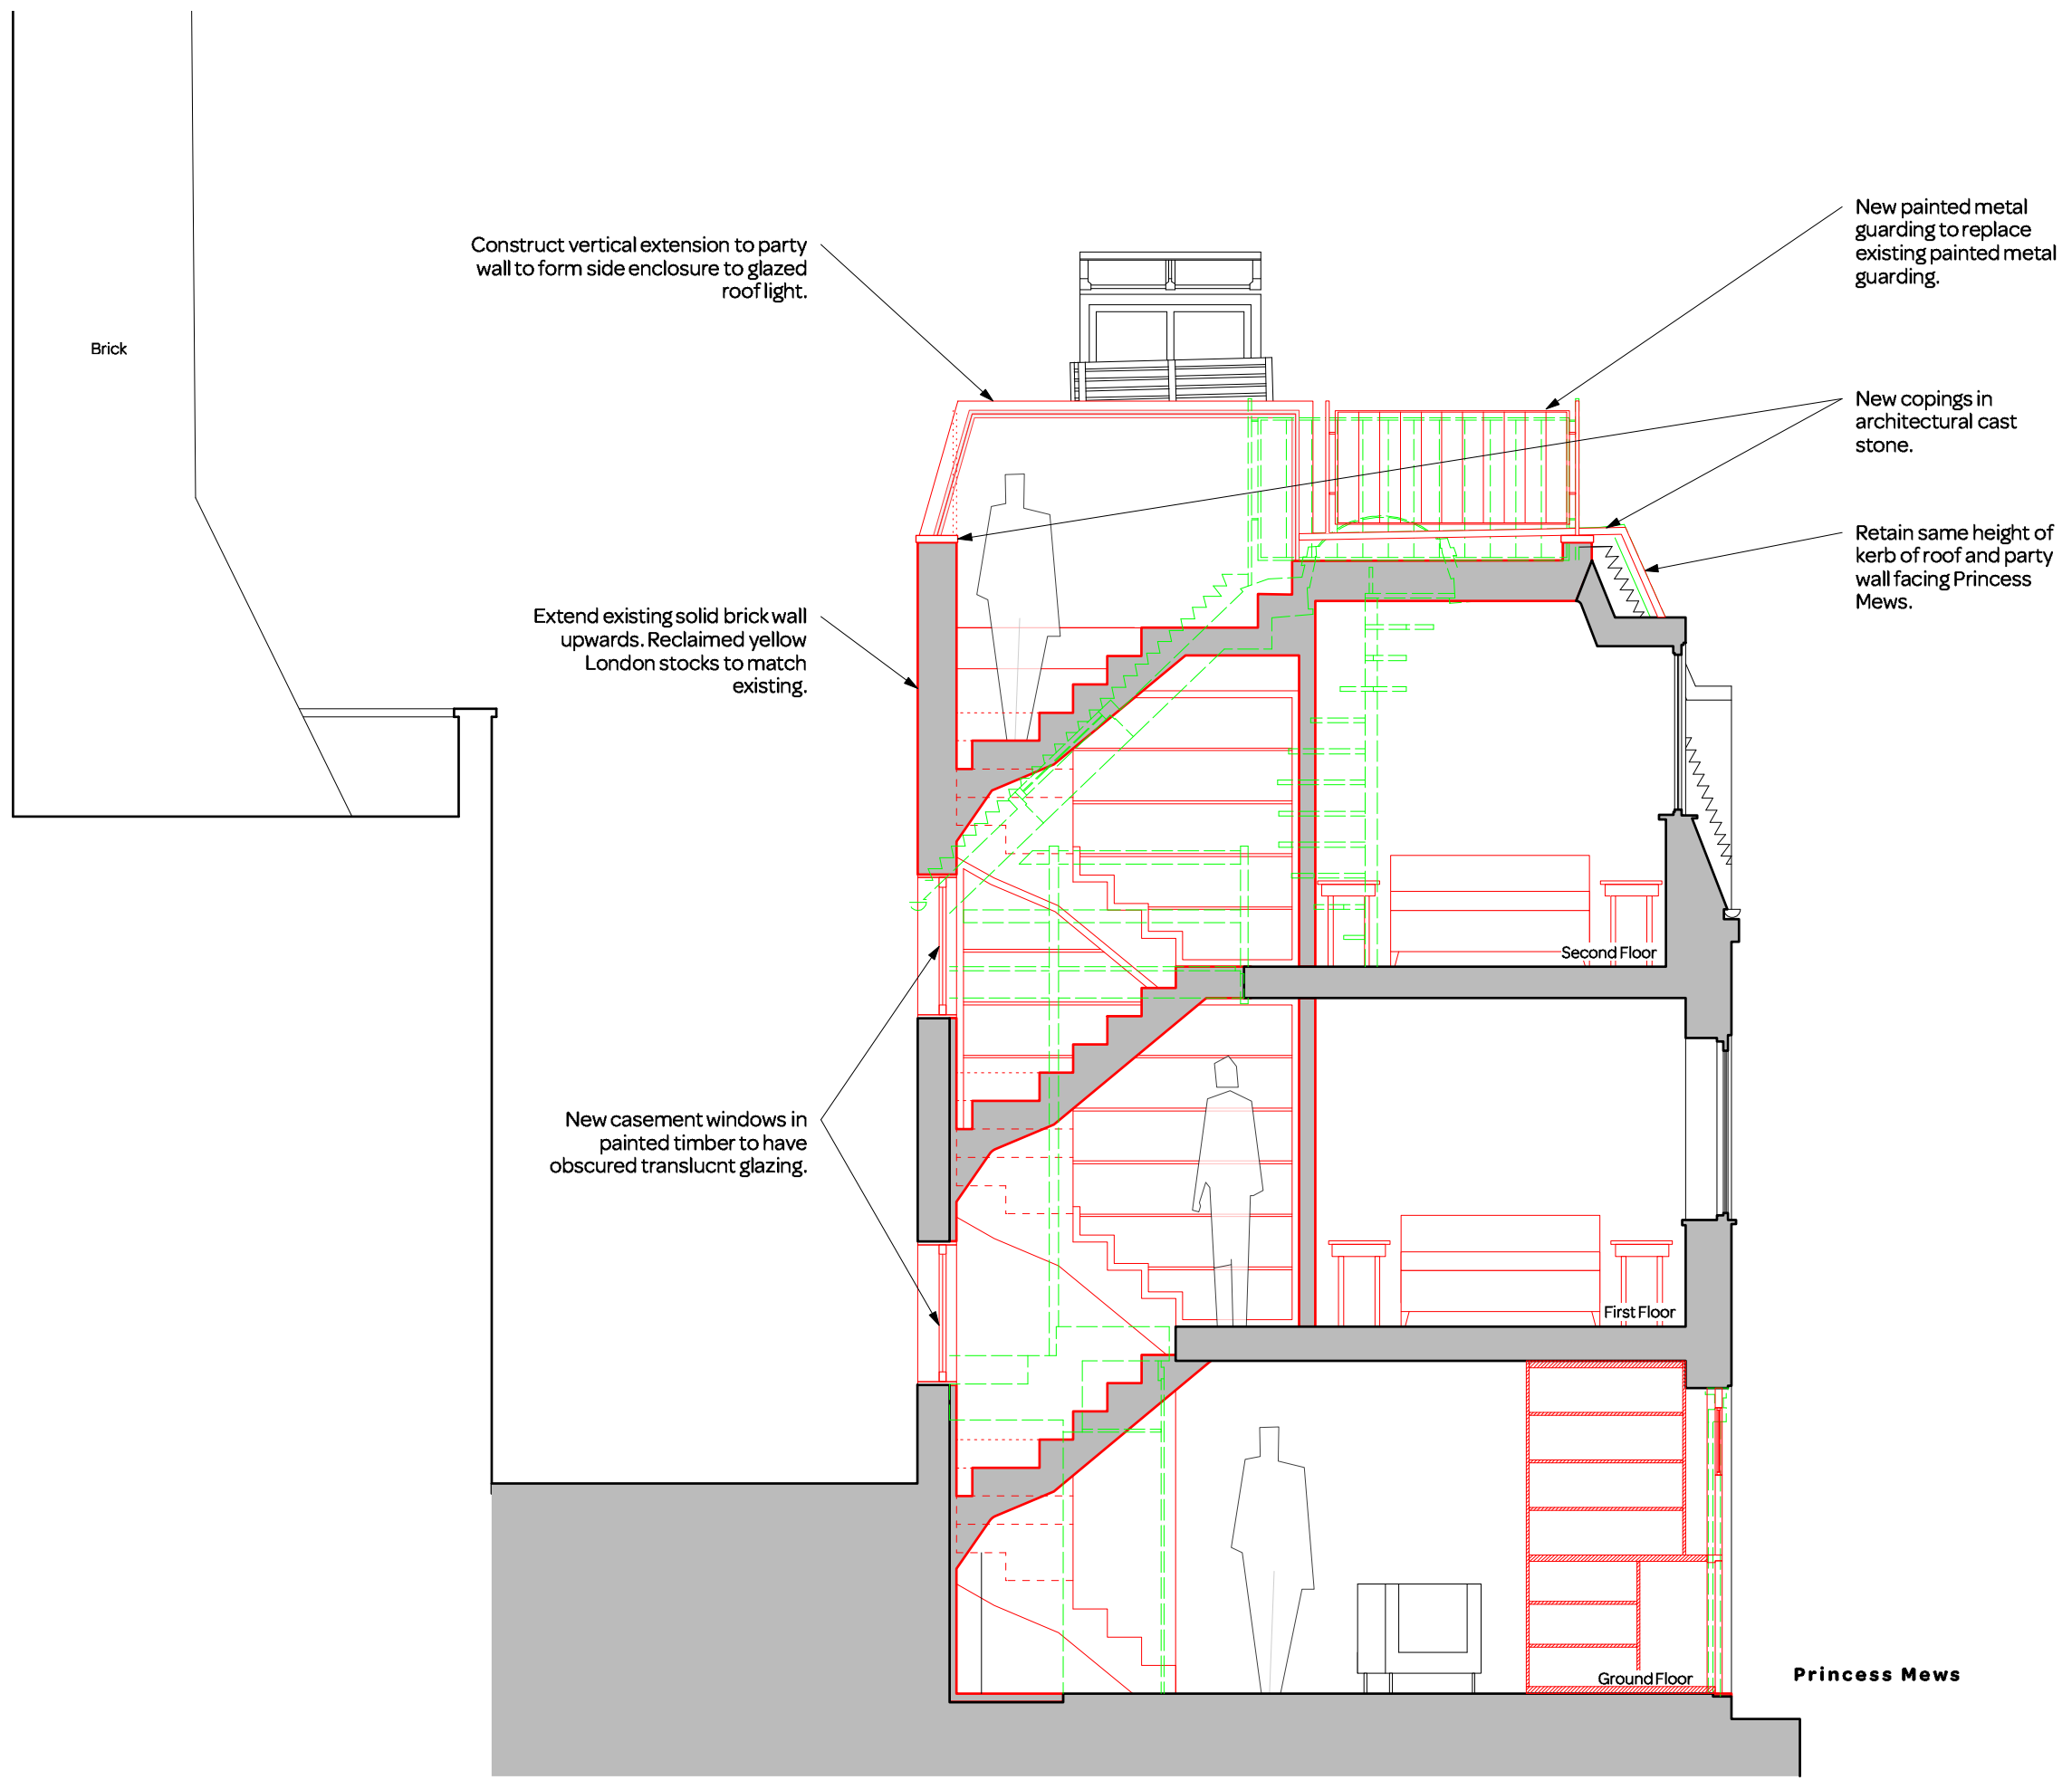 New painted metal
guarding to replace
existing painted metal
guarding.
Construct vertical extension to party
wall to form side enclosure to glazed
roof light.
Brick
New copings in
architectural cast
stone.
Retain same height of
kerb of roof and party
wall facing Princess
Mews.
Extend existing solid brick wall
upwards. Reclaimed yellow
London stocks to match
existing.
Second Floor
New casement windows in
painted timber to have
obscured translucnt glazing.
First Floor
Ground Floor
Princess Mews